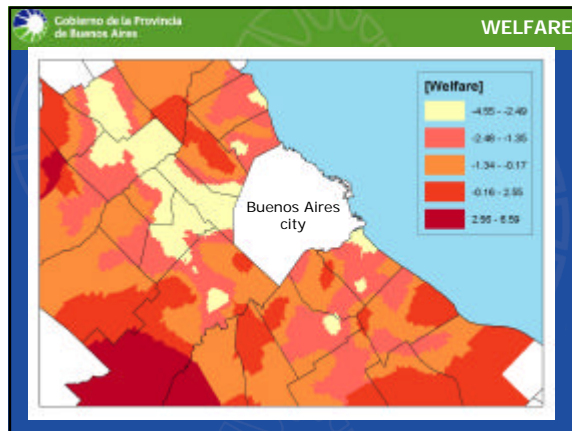 Gobierno de la Provincia
de Buenos Aires
WELFARE
[Welfare]
-4.55 - -2.49
-2.48 - -1.35
-1.34 - -0.17
-0.16 - 2.55
2.56 - 6.59
Buenos Aires
city